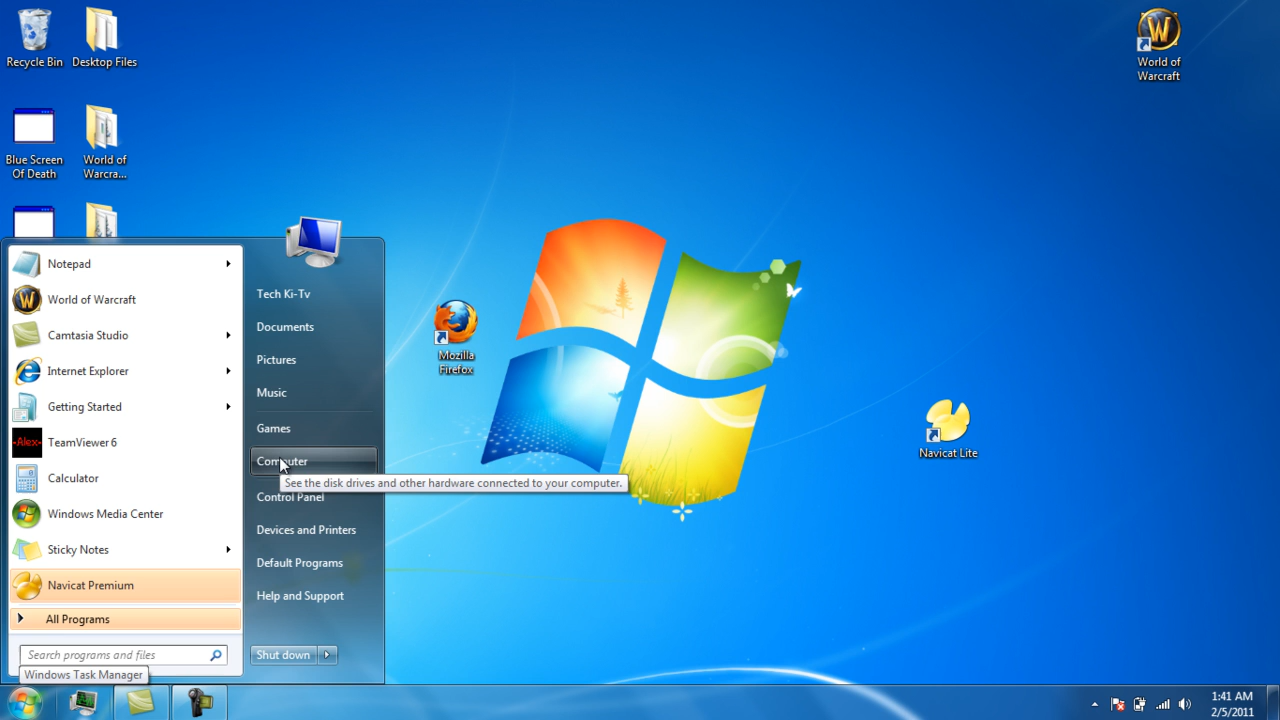 Recycle Bin
Desktop Files
World of
Warcraft
Blue Screen
Of Death
World of
Warcra...
Notepad
World of Warcraft
Camtasia Studio
Internet Explorer
Getting Started
-Alex-
TeamViewer 6
Calculator
Windows Media Center
Sticky Notes
Navicat Premium
All Programs
Search programs and files
Windows Task Manager
Tech Ki-Tv
Documents
Pictures
Music
Games
Computer
See the disk drives and other hardware connected to your computer.
Control Panel
Devices and Printers
Default Programs
Help and Support
Shut down
Mozilla
Firefox
Navicat Lite
1:41 AM
2/5/2011